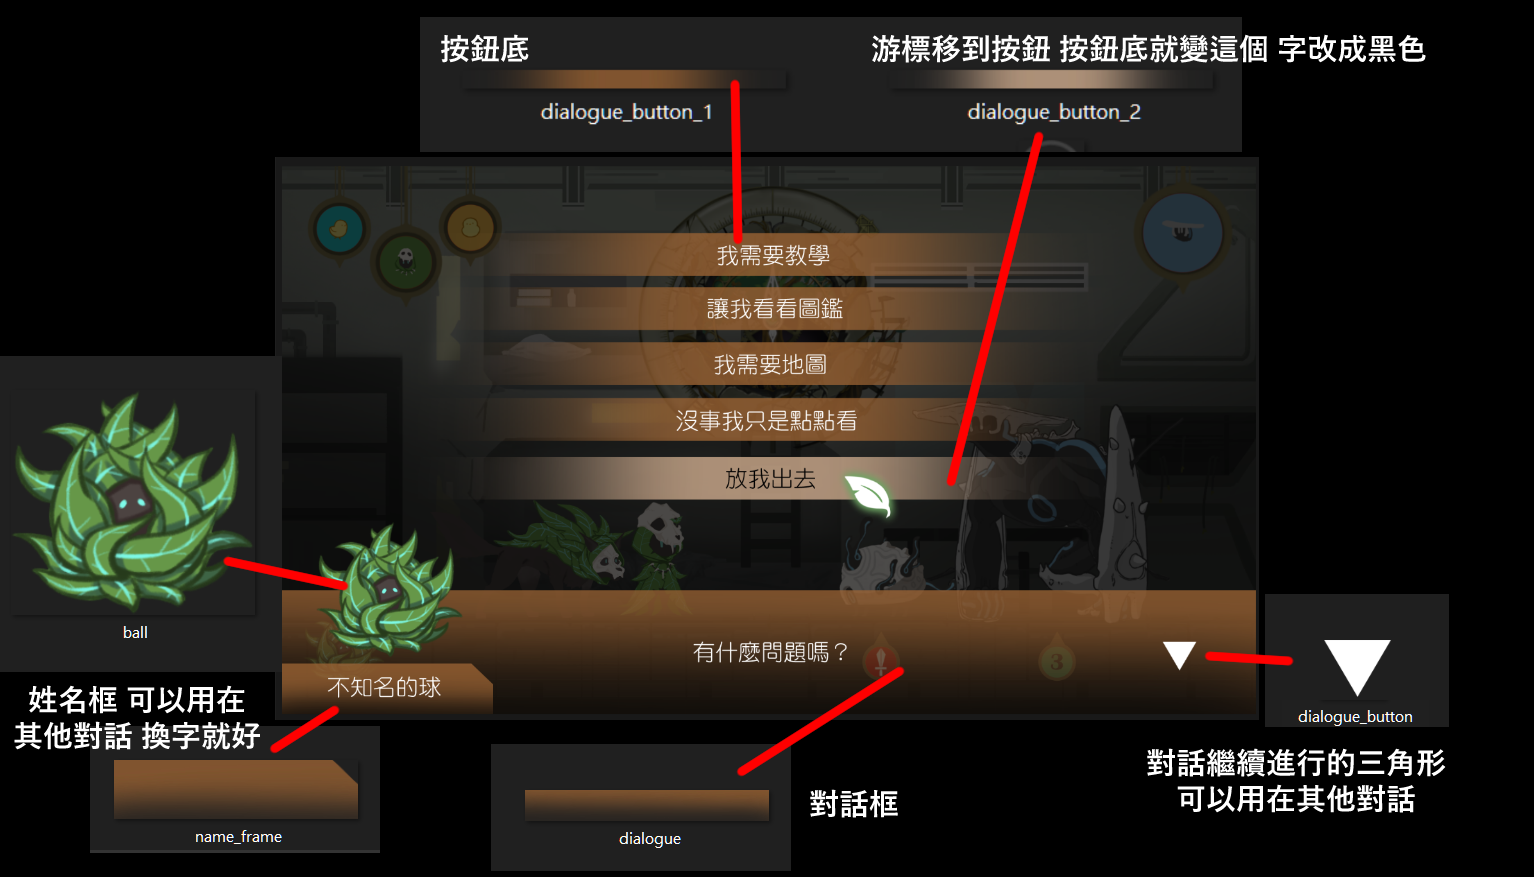 按鈕底
游標移到按鈕 按鈕底就變這個 字改成黑色
dialogue_button_1
dialogue_button_2
我需要教學
讓我看看圖鑑
我需要地圖
沒事我只是點點看
放我出去
ball
有什麼問題嗎？
3
不知名的球
dialogue_button
姓名框 可以用在
其他對話 換字就好
name_frame
dialogue
對話框
對話繼續進行的三角形
可以用在其他對話